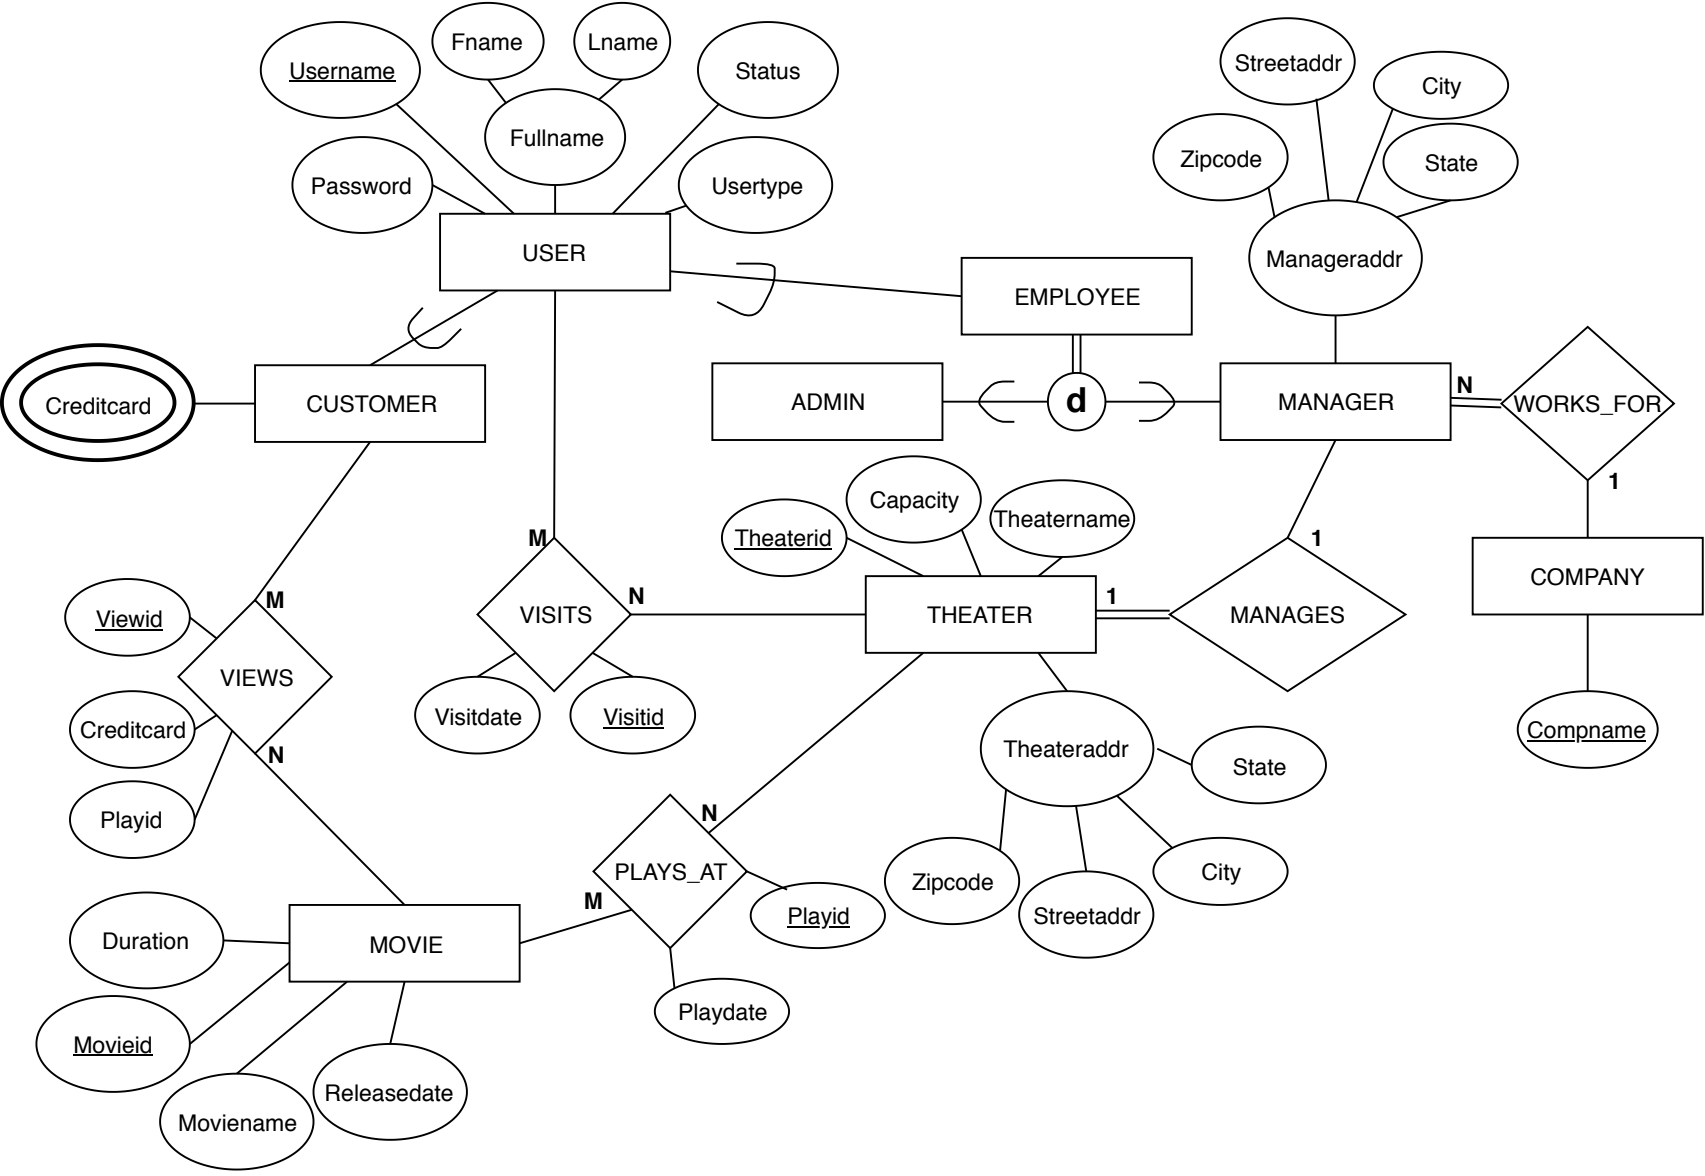 Fname
Lname
Username
Status
Fullname
Password
Usertype
USER
Streetaddr
City
Zipcode
State
Manageraddr
EMPLOYEE
Creditcard
CUSTOMER
ADMIN
d
MANAGER
N
WORKS_FOR
1
Capacity
Theatername
Theaterid
M
1
COMPANY
Viewid
M
VISITS
N
THEATER
1
MANAGES
VIEWS
Creditcard
N
Visitdate
Visitid
Compname
Theateraddr
State
Playid
N
PLAYS_AT
M
Zipcode
City
Playid
Streetaddr
Duration
MOVIE
Playdate
Movieid
Releasedate
Moviename